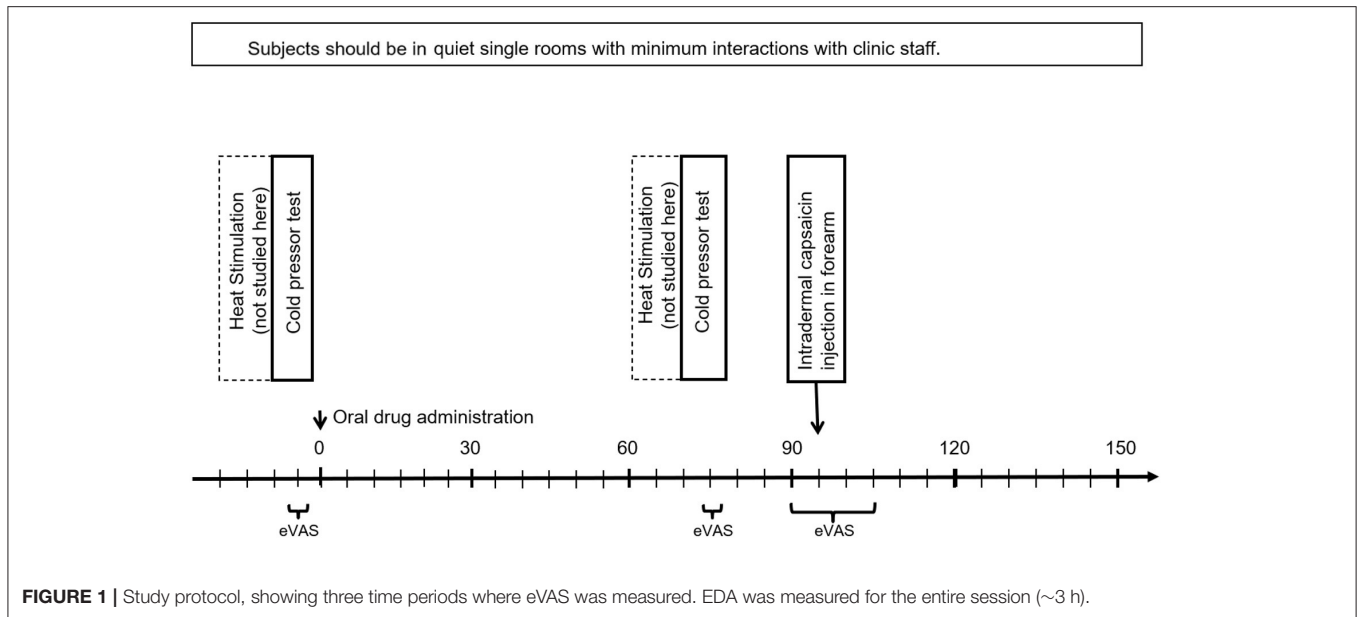 Subjects should be in quiet single rooms with minimum interactions with clinic staff.
Heat Stimulation
(not studied here)
Cold pressor test
Heat Stimulation
(not studied here)
Cold pressor test
Intradermal capsaicin
injection in forearm
Oral drug administration
0 30 60 90 120 150
eVAS eVAS eVAS
FIGURE 1 | Study protocol, showing three time periods where eVAS was measured. EDA was measured for the entire session (∼3 h).